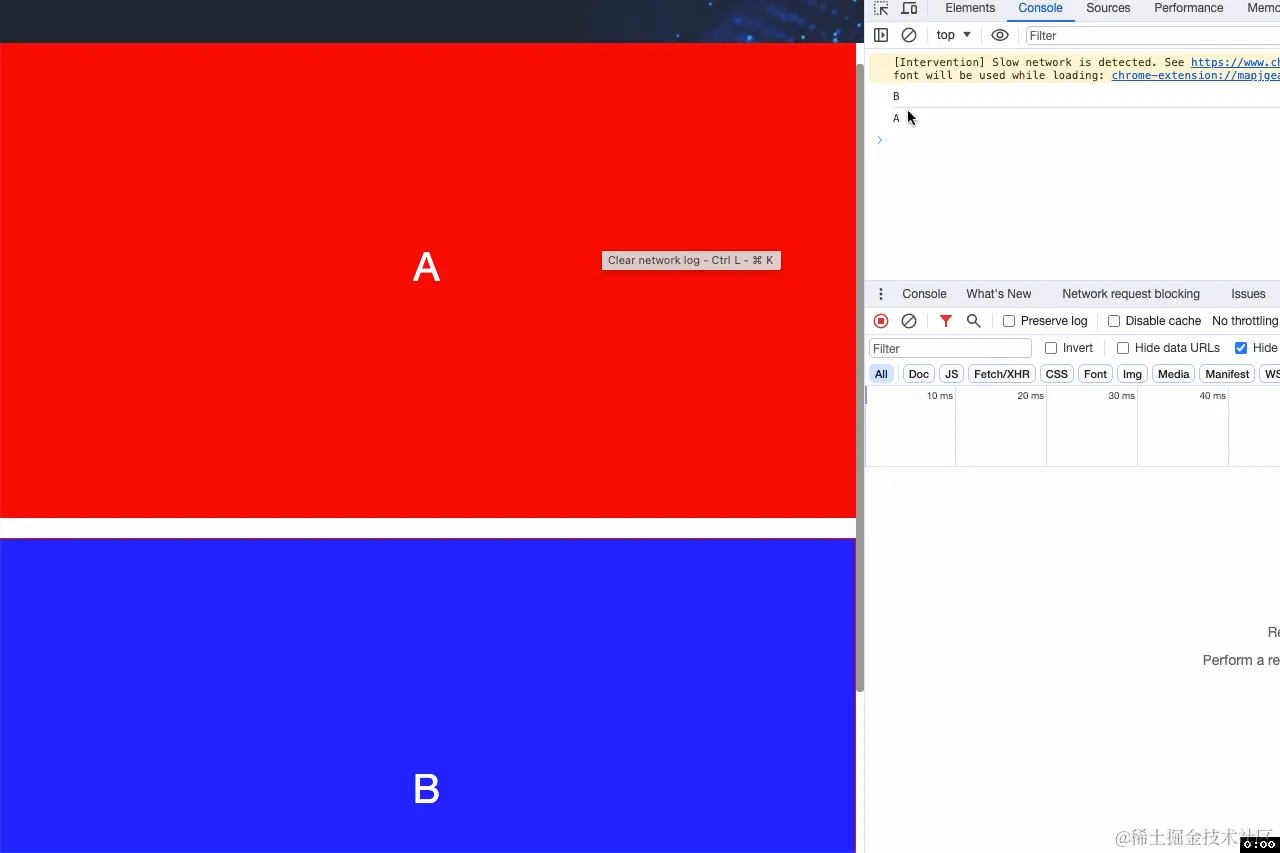 A
Clear network log - Ctrl L - ⌘ K
B
Elements Console Sources Performance Memo
top ▼ Filter
[Intervention] Slow network is detected. See https://www.ch
font will be used while loading: chrome-extension://mapjgea
B
A
Console What's New Network request blocking Issues
Preserve log Disable cache No throttling
Filter Invert Hide data URLs Hide
All Doc JS Fetch/XHR CSS Font Img Media Manifest WS
10 ms 20 ms 30 ms 40 ms
Re
Perform a re
@稀土掘金技术社区
0:00